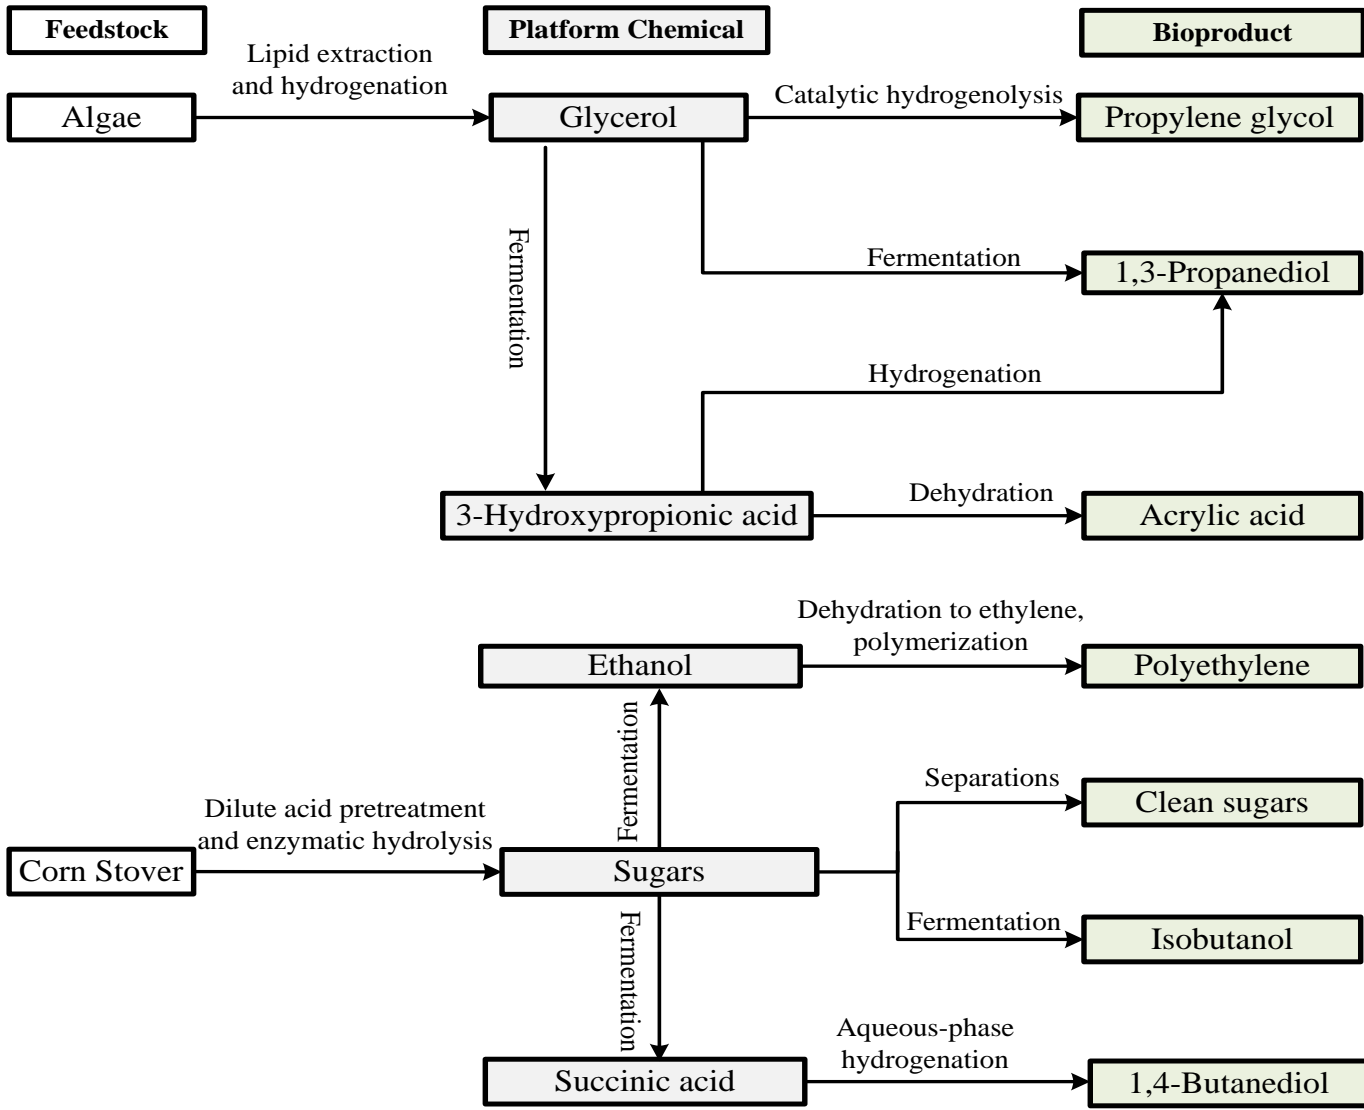 Feedstock
Platform Chemical
Bioproduct
Lipid extraction
and hydrogenation
Algae
Glycerol
Catalytic hydrogenolysis
Propylene glycol
Fermentation
Fermentation
1,3-Propanediol
Hydrogenation
3-Hydroxypropionic acid
Dehydration
Acrylic acid
Dehydration to ethylene,
polymerization
Ethanol
Polyethylene
Fermentation
Separations
Clean sugars
Dilute acid pretreatment
and enzymatic hydrolysis
Corn Stover
Sugars
Fermentation
Fermentation
Isobutanol
Aqueous-phase
hydrogenation
Succinic acid
1,4-Butanediol